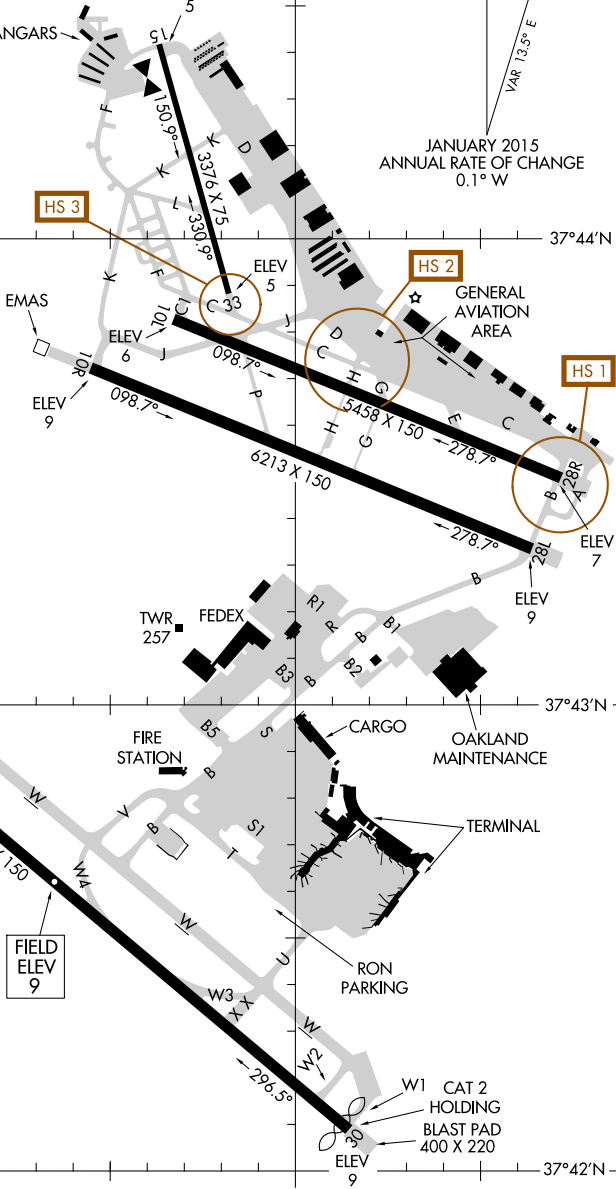 5
HANGARS
15
VAR 13.5° E
F
150.9°
K
D
JANUARY 2015
ANNUAL RATE OF CHANGE
0.1° W
3376 X 75
K
L
330.9°
HS 3
37°44'N
HS 2
K
F
ELEV
5
C
33
EMAS
10L
C1
J
GENERAL
AVIATION
AREA
ELEV
6
J
D
C
H
G
HS 1
10R
098.7°
ELEV
9
098.7°
P
5458 X 150
E
C
278.7°
H
G
6213 X 150
28R
B
A
278.7°
28L
ELEV
7
B
ELEV
9
TWR
257
FEDEX
R1
R
B
B1
B3
B
B2
37°43'N
B5
S
CARGO
FIRE
STATION
OAKLAND
MAINTENANCE
B
W
V
B
S1
T
TERMINAL
X 150
W4
W
FIELD
ELEV
9
U
RON
PARKING
W3
X X
W
W2
296.5°
W1
CAT 2
HOLDING
30
BLAST PAD
400 X 220
ELEV
9
37°42'N